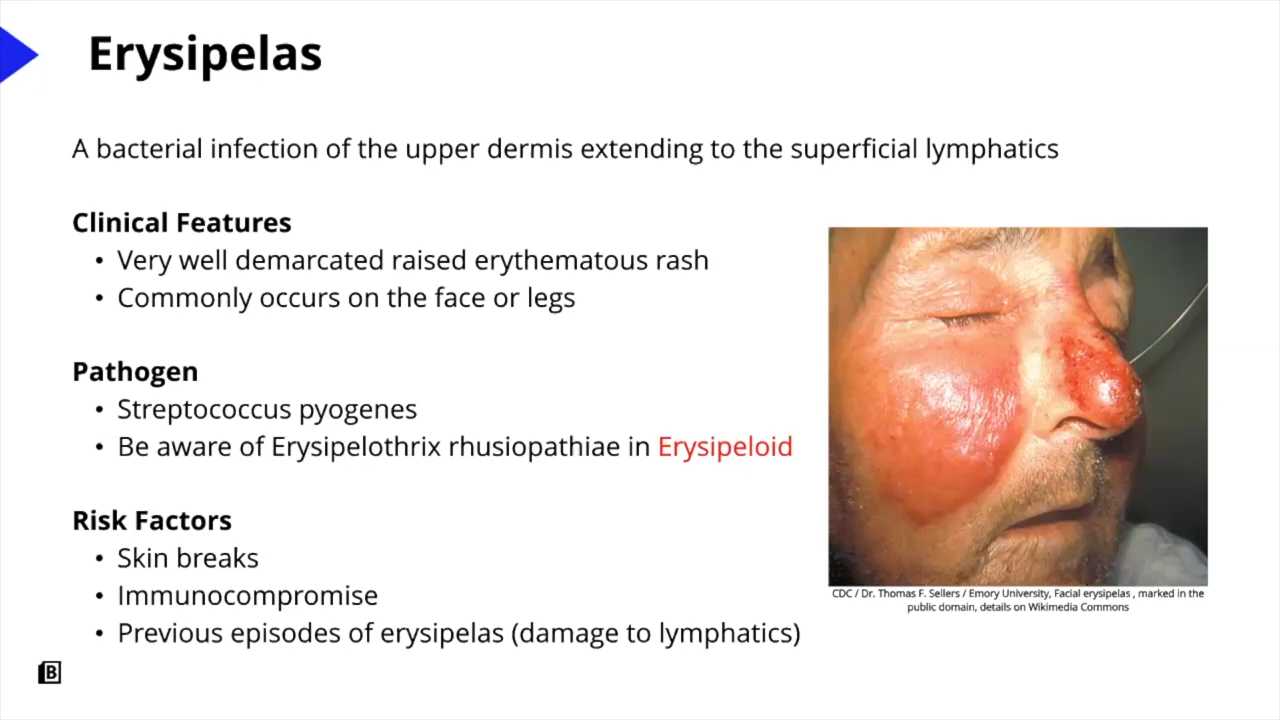 Erysipelas
A bacterial infection of the upper dermis extending to the superficial lymphatics
Clinical Features
• Very well demarcated raised erythematous rash
• Commonly occurs on the face or legs
Pathogen
• Streptococcus pyogenes
• Be aware of Erysipelothrix rhusiopathiae in Erysipeloid
Risk Factors
• Skin breaks
• Immunocompromise
• Previous episodes of erysipelas (damage to lymphatics)
CDC / Dr. Thomas F. Sellers / Emory University, Facial erysipelas , marked in the
public domain, details on Wikimedia Commons
B